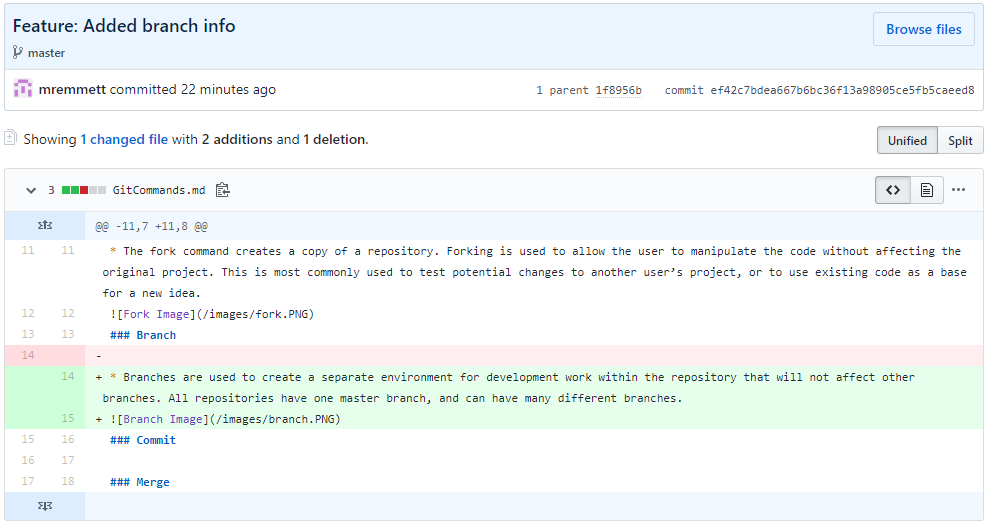 Feature: Added branch info
Browse files
master
mremmett committed 22 minutes ago
1 parent 1f8956b commit ef42c7bdea667b6bc36f13a98905ce5fb5caeed8
Showing 1 changed file with 2 additions and 1 deletion.
Unified Split
3 GitCommands.md
@@ -11,7 +11,8 @@
11 11 * The fork command creates a copy of a repository. Forking is used to allow the user to manipulate the code without affecting the
original project. This is most commonly used to test potential changes to another user’s project, or to use existing code as a base
for a new idea.
12 12 ![Fork Image](/images/fork.PNG)
13 13 ### Branch
14 -
14 + * Branches are used to create a separate environment for development work within the repository that will not affect other
branches. All repositories have one master branch, and can have many different branches.
15 + ![Branch Image](/images/branch.PNG)
15 16 ### Commit
16 17
17 18 ### Merge